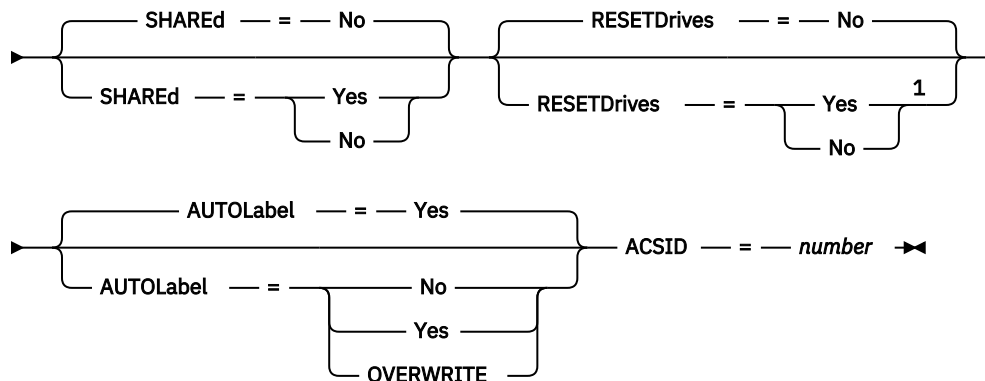 SHAREd = No
RESETDrives = No
SHAREd = Yes
RESETDrives = Yes 1
No
No
AUTOLabel = Yes
ACSID = number
AUTOLabel = No
Yes
OVERWRITE